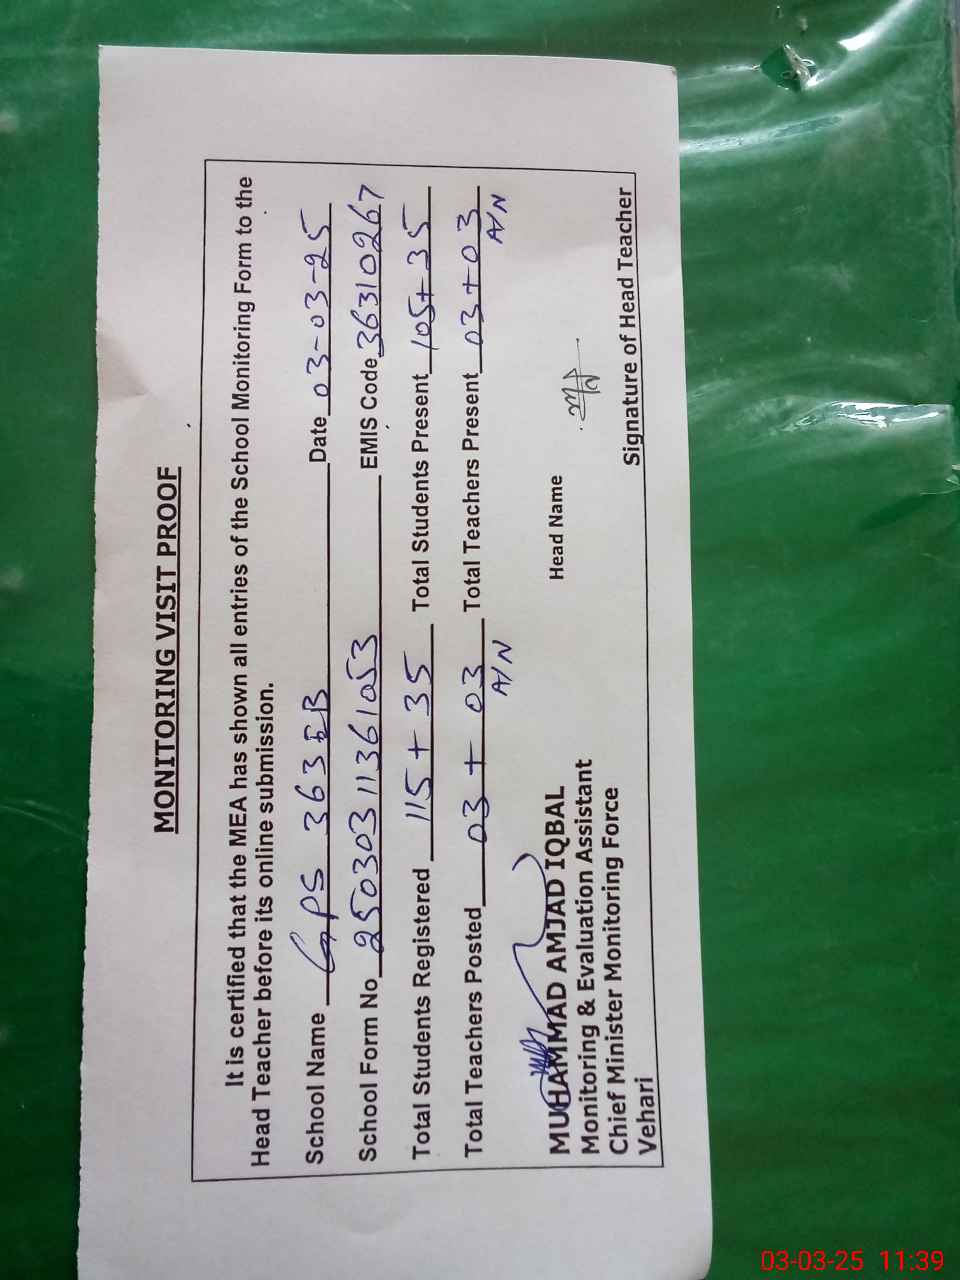 MONITORING VISIT PROOF
It is certified that the MEA has shown all entries of the School Monitoring Form to the
Head Teacher before its online submission.
School Name GPS 363 EB Date 03-03-25
School Form No. 25030311361053 EMIS Code 36310267
Total Students Registered 115 + 35 Total Students Present 105+35
Total Teachers Posted 03 + 03 Total Teachers Present 03+03
A/N A/N
MUHAMMAD AMJAD IQBAL Head Name
Monitoring & Evaluation Assistant
Chief Minister Monitoring Force
Vehari Signature of Head Teacher
03-03-25 11:39